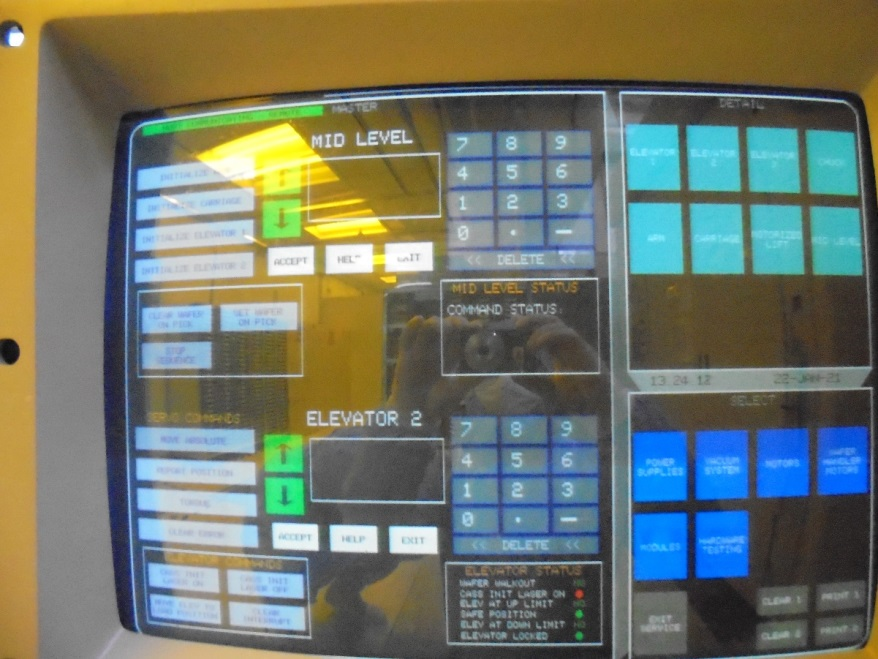 HOST COMMUNICATING REMOTE
MASTER
MID LEVEL
INITIALIZE
INITIALIZE CARRIAGE
INITIALIZE ELEVATOR 1
INITIALIZE ELEVATOR 2
7 8 9
4 5 6
1 2 3
0 . —
<< DELETE <<
ACCEPT
HELP
EXIT
CLEAR WAFER
ON PICK
SET WAFER
ON PICK
STOP
SEQUENCE
MID LEVEL STATUS
COMMAND STATUS:
SERVO COMMANDS
MOVE ABSOLUTE
REPORT POSITION
TORQUE
CLEAR ERROR
ELEVATOR 2
7 8 9
4 5 6
1 2 3
0 . —
<< DELETE <<
ACCEPT
HELP
EXIT
ELEVATOR COMMANDS
CASS INIT
LASER ON
CASS INIT
LASER OFF
MOVE ELEV TO
LOAD POSITION
CLEAR
INTERRUPT
ELEVATOR STATUS
WAFER WALKOUT NO
CASS INIT LASER ON
ELEV AT UP LIMIT NO
SAFE POSITION
ELEV AT DOWN LIMIT NO
ELEVATOR LOCKED
DETAIL
ELEVATOR
1
ELEVATOR
2
ELEVATOR
3
CHUCK
ARM
CARRIAGE
MOTORIZED
LIFT
MID LEVEL
13 24 12 22-JAN-21
SELECT
POWER
SUPPLIES
VACUUM
SYSTEM
MOTORS
WAFER
HANDLER
MOTORS
MODULES
HARDWARE
TESTING
EXIT
SERVICE
CLEAR 1
PRINT 1
CLEAR 2
PRINT 2